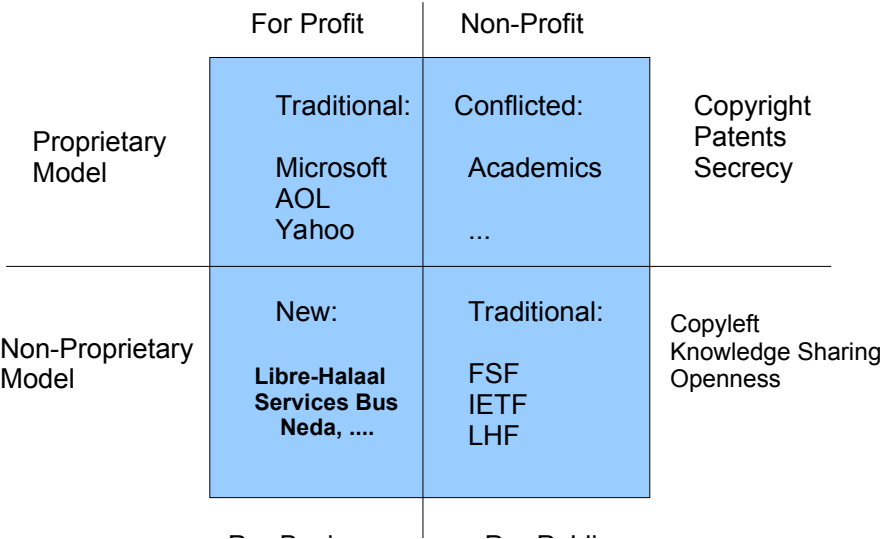 For Profit
Non-Profit
Proprietary
Model
Traditional:
Microsoft
AOL
Yahoo
Conflicted:
Academics
...
Copyright
Patents
Secrecy
Non-Proprietary
Model
New:
Libre-Halaal
Services Bus
Neda, ....
Traditional:
FSF
IETF
LHF
Copyleft
Knowledge Sharing
Openness